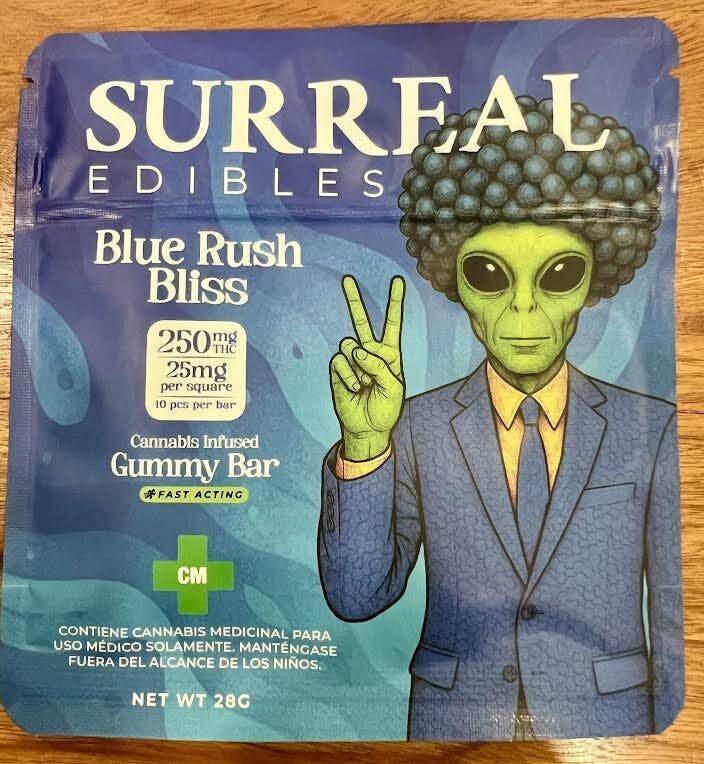 SURREAL
EDIBLES
Blue Rush
Bliss
250mg
THC
25mg
per square
10 pcs per bar
Cannabis Infused
Gummy Bar
FAST ACTING
CM
CONTIENE CANNABIS MEDICINAL PARA
USO MÉDICO SOLAMENTE. MANTÉNGASE
FUERA DEL ALCANCE DE LOS NIÑOS.
NET WT 28G